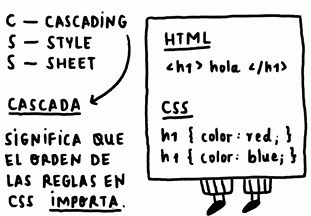 C — CASCADING
S — STYLE
S — SHEET
CASCADA
SIGNIFICA QUE
EL ORDEN DE
LAS REGLAS EN
CSS IMPORTA.
HTML
<h1> hola </h1>
CSS
h1 { color: red; }
h1 { color: blue; }